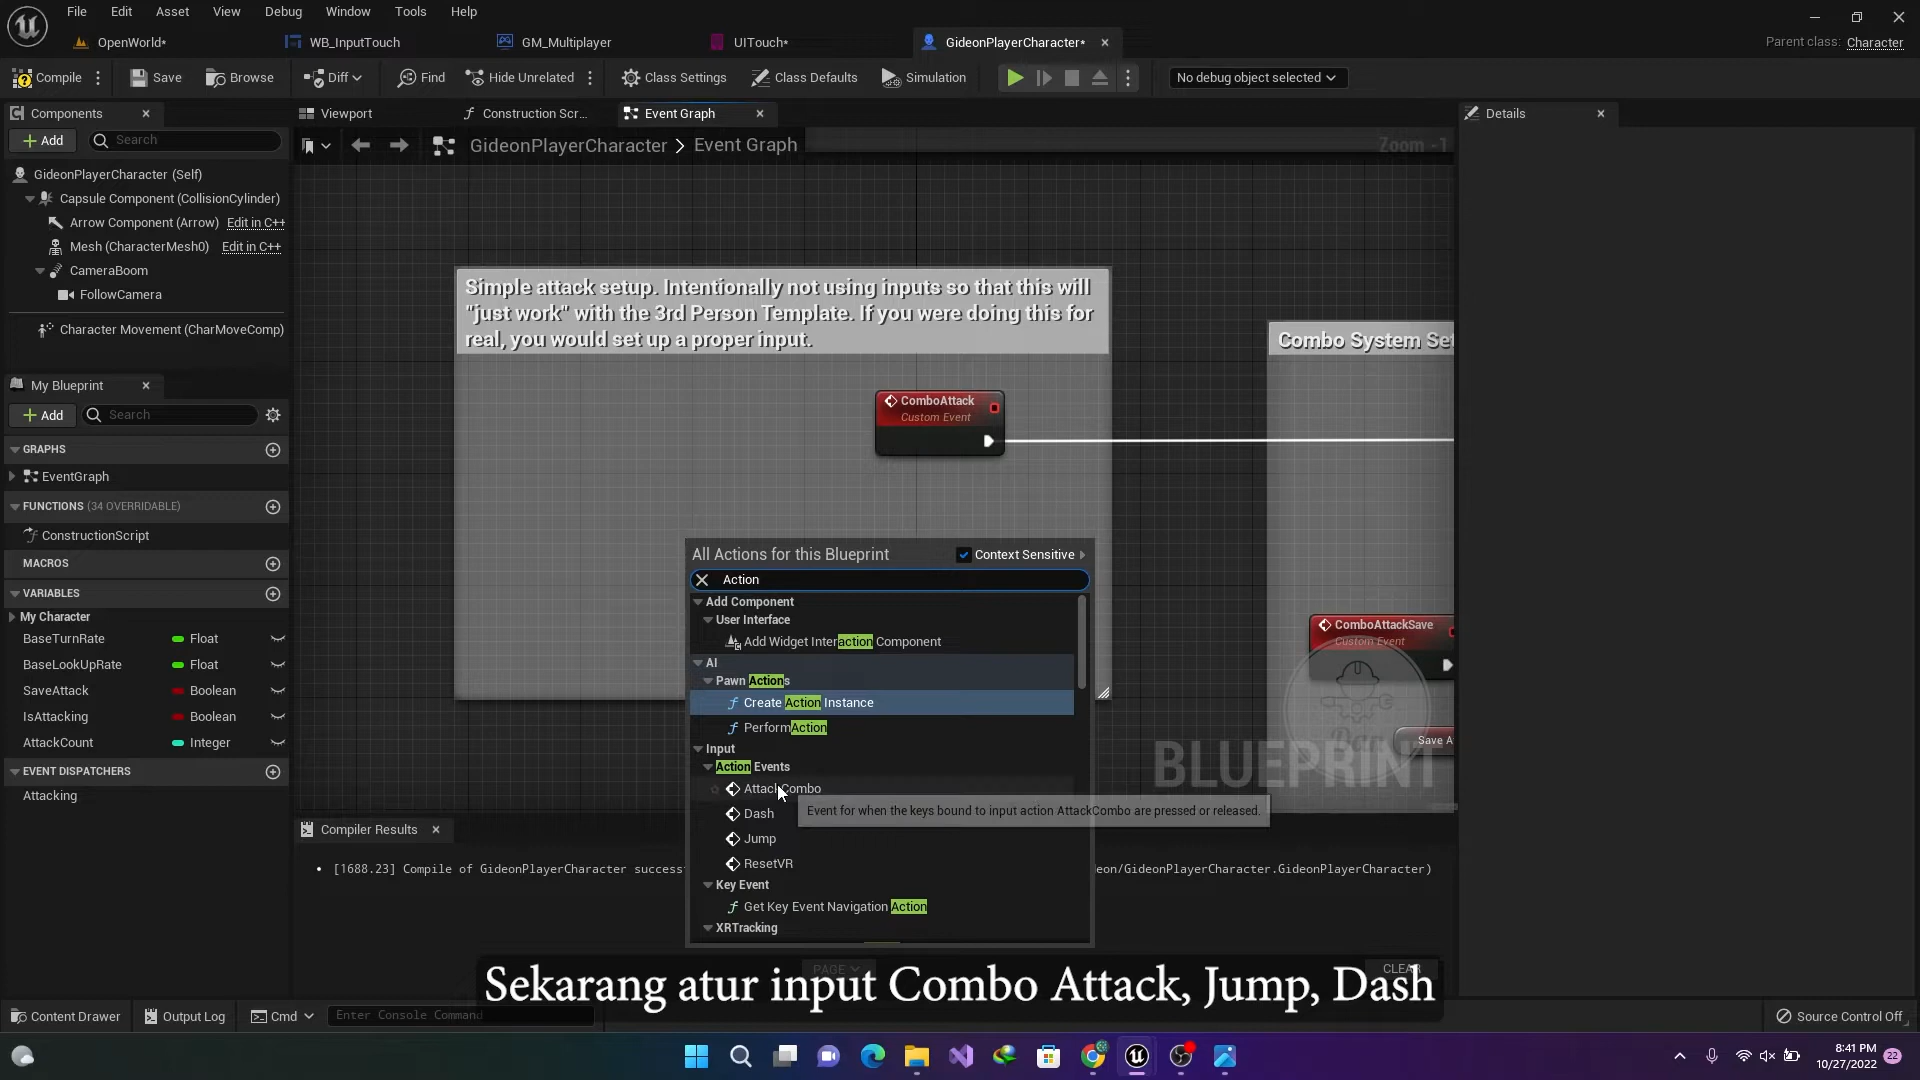 File Edit Asset View Debug Window Tools Help
OpenWorld* WB_InputTouch GM_Multiplayer UITouch* GideonPlayerCharacter* Parent class: Character
Compile Save Browse Diff Find Hide Unrelated Class Settings Class Defaults Simulation No debug object selected
Components Viewport Construction Scr... Event Graph Details
Add Search
GideonPlayerCharacter > Event Graph Zoom -1
GideonPlayerCharacter (Self)
Capsule Component (CollisionCylinder)
Arrow Component (Arrow) Edit in C++
Mesh (CharacterMesh0) Edit in C++
CameraBoom
FollowCamera
Character Movement (CharMoveComp)
Simple attack setup. Intentionally not using inputs so that this will
"just work" with the 3rd Person Template. If you were doing this for
real, you would set up a proper input.
Combo System Set
ComboAttack
Custom Event
My Blueprint
Add Search
GRAPHS
EventGraph
FUNCTIONS (34 OVERRIDABLE)
ConstructionScript
MACROS
VARIABLES
My Character
BaseTurnRate Float
BaseLookUpRate Float
SaveAttack Boolean
IsAttacking Boolean
AttackCount Integer
EVENT DISPATCHERS
Attacking
All Actions for this Blueprint Context Sensitive
Action
Add Component
User Interface
Add Widget Interaction Component
AI
Pawn Actions
Create Action Instance
PerformAction
Input
Action Events
AttackCombo
Event for when the keys bound to input action AttackCombo are pressed or released.
Dash
Jump
ResetVR
Key Event
Get Key Event Navigation Action
XRTracking
ComboAttackSave
Custom Event
Save A
BLUEPRINT
Compiler Results
[1688.23] Compile of GideonPlayerCharacter success eon/GideonPlayerCharacter.GideonPlayerCharacter)
PAGE CLEAR
Sekarang atur input Combo Attack, Jump, Dash
Content Drawer Output Log Cmd Enter Console Command Source Control Off
8:41 PM
10/27/2022 22